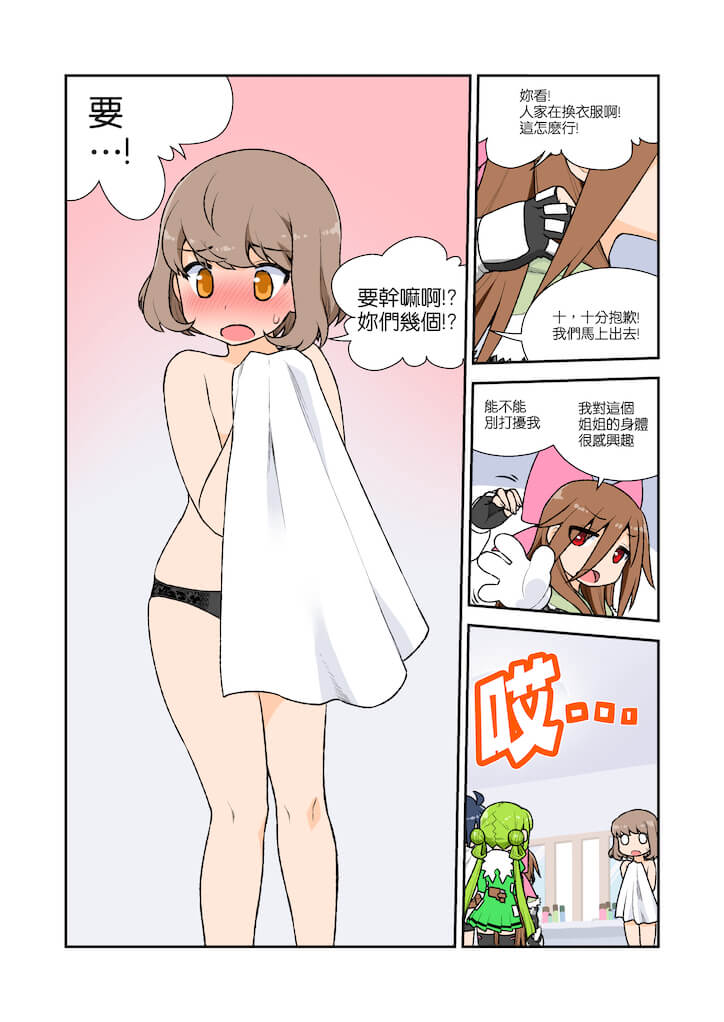 要
…!
要幹嘛啊!?
妳們幾個!?
妳看!
人家在換衣服啊!
這怎麽行!
十，十分抱歉!
我們馬上出去!
能不能
別打擾我
我對這個
姐姐的身體
很感興趣
哎...